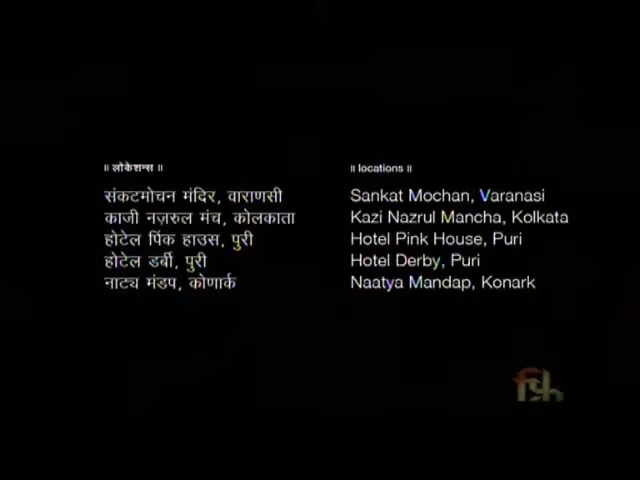 ॥ लोकेशन्स ॥
संकटमोचन मंदिर, वाराणसी
काजी नज़रुल मंच, कोलकाता
होटेल पिंक हाउस, पुरी
होटेल डर्बी, पुरी
नाट्य मंडप, कोणार्क
॥ locations ॥
Sankat Mochan, Varanasi
Kazi Nazrul Mancha, Kolkata
Hotel Pink House, Puri
Hotel Derby, Puri
Naatya Mandap, Konark